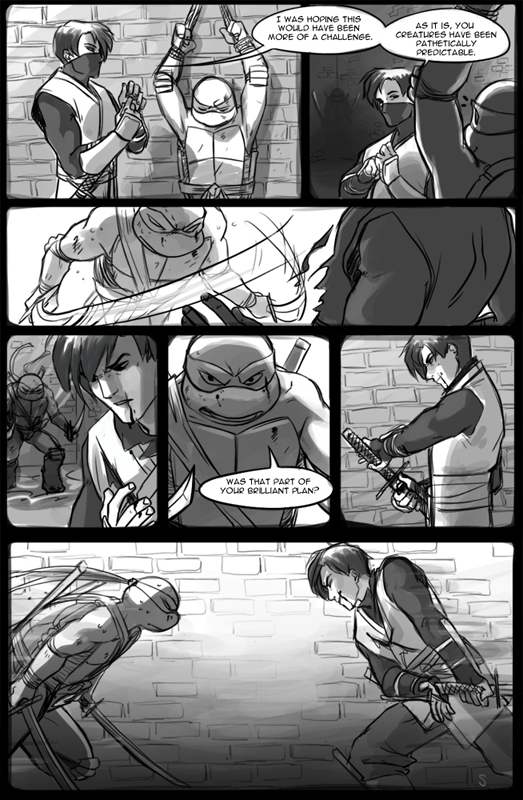 I WAS HOPING THIS
WOULD HAVE BEEN
MORE OF A CHALLENGE.
AS IT IS, YOU
CREATURES HAVE BEEN
PATHETICALLY
PREDICTABLE.
WAS THAT PART OF
YOUR BRILLIANT PLAN?
S